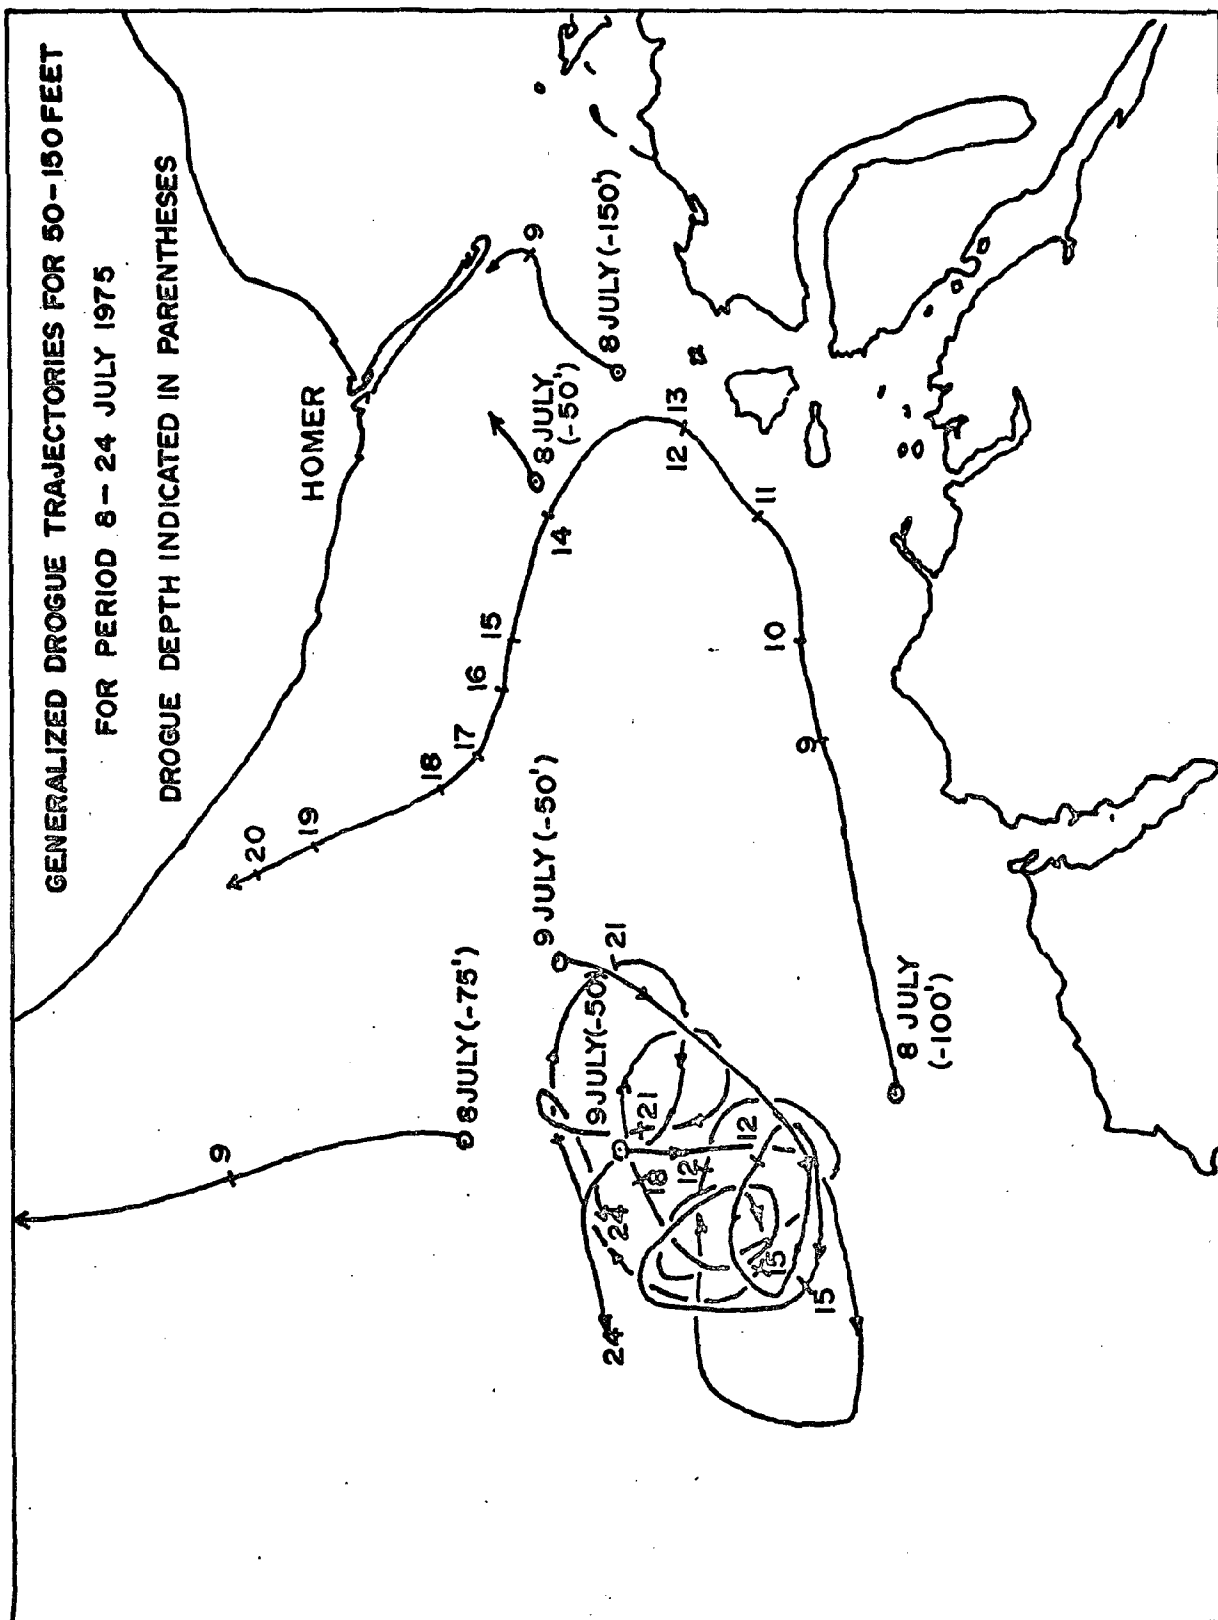 GENERALIZED DROGUE TRAJECTORIES FOR 50-150 FEET
FOR PERIOD 8-24 JULY 1975
DROGUE DEPTH INDICATED IN PARENTHESES
HOMER
9
8 JULY (-150')
8 JULY
(-50')
13
12
11
10
9
8 JULY
(-100')
14
15
16
17
18
19
20
9
8 JULY (-75')
9 JULY (-50')
21
9 JULY (-50
21
12
12
18
24
15
15
24